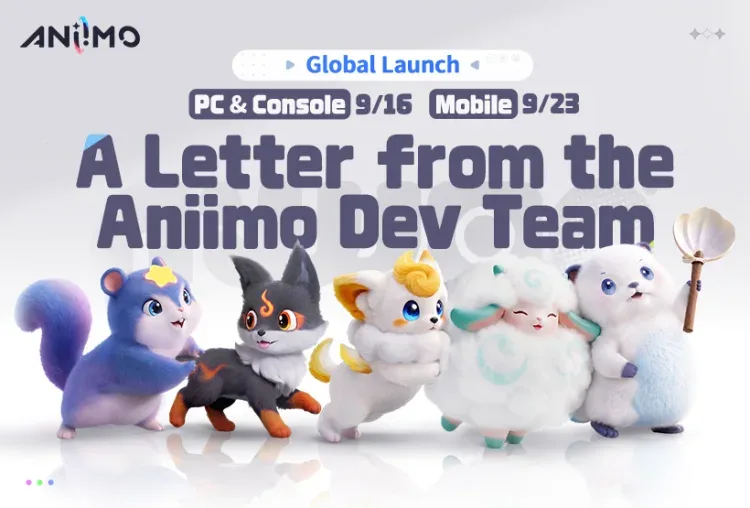 ANiiMO
Global Launch
PC & Console 9/16 Mobile 9/23
A Letter from the
Aniimo Dev Team